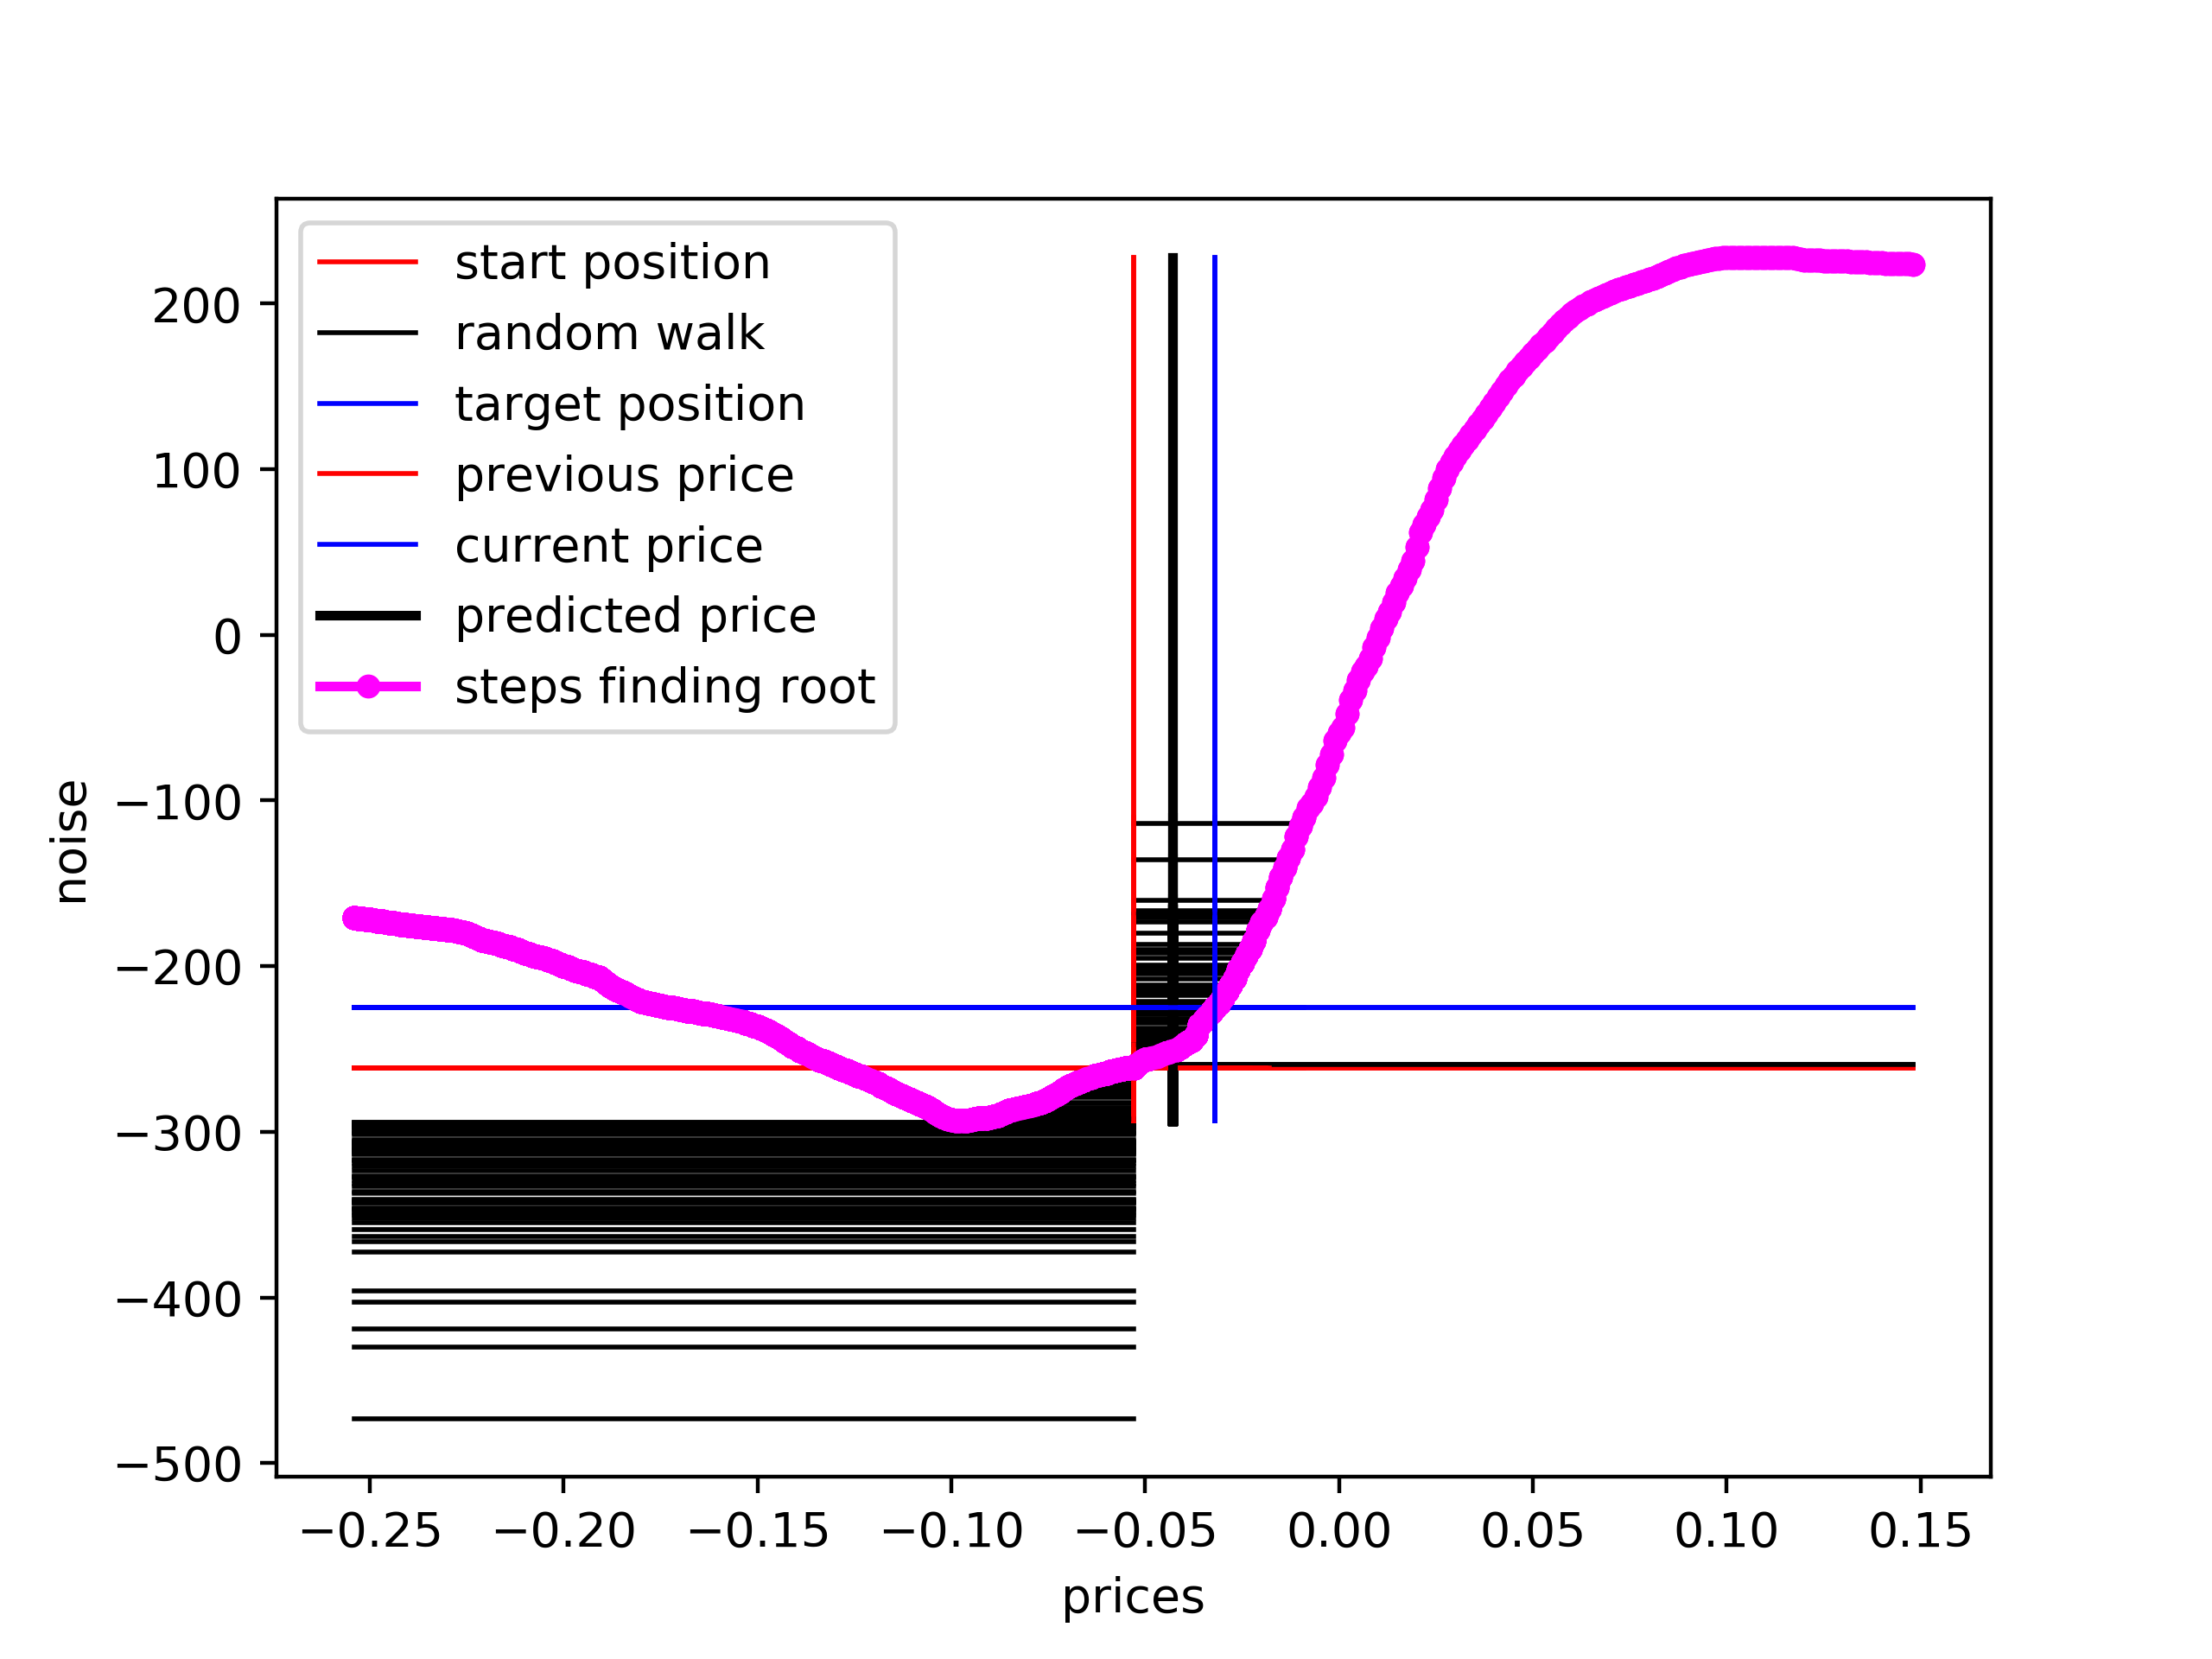 start position
random walk
target position
previous price
current price
predicted price
steps finding root
200
100
0
−100
−200
−300
−400
−500
noise
−0.25 −0.20 −0.15 −0.10 −0.05 0.00 0.05 0.10 0.15
prices